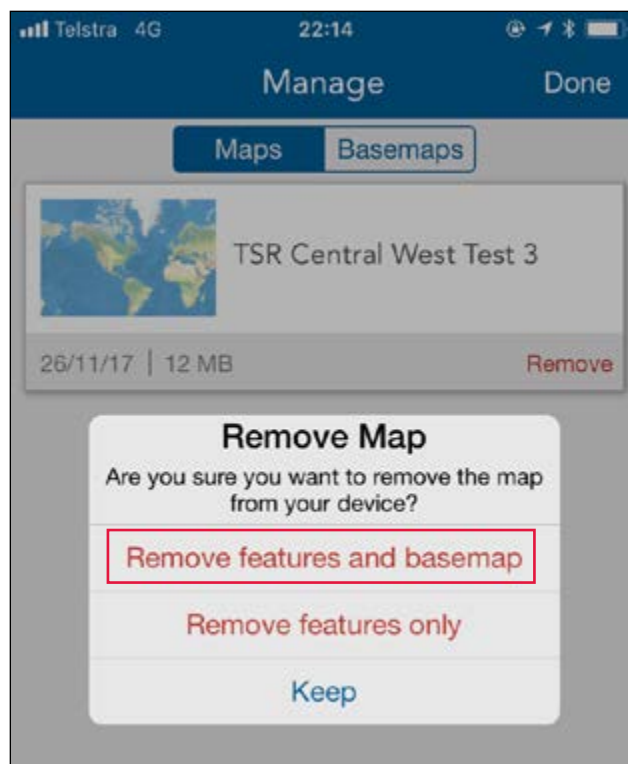 Telstra 4G 22:14
Manage Done
Maps Basemaps
TSR Central West Test 3
26/11/17 | 12 MB Remove
Remove Map
Are you sure you want to remove the map
from your device?
Remove features and basemap
Remove features only
Keep